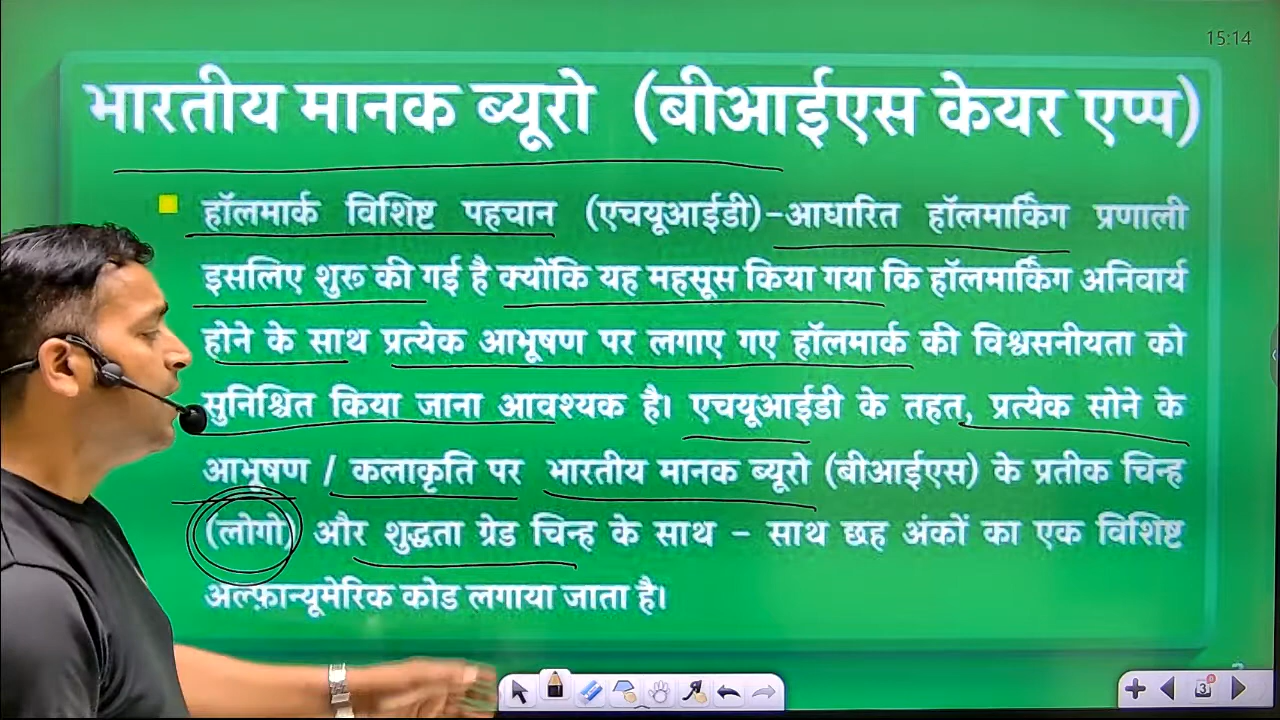 15:14
भारतीय मानक ब्यूरो (बीआईएस केयर एप्प)
हॉलमार्क विशिष्ट पहचान (एचयूआईडी)-आधारित हॉलमार्किंग प्रणाली
इसलिए शुरू की गई है क्योंकि यह महसूस किया गया कि हॉलमार्किंग अनिवार्य
होने के साथ प्रत्येक आभूषण पर लगाए गए हॉलमार्क की विश्वसनीयता को
सुनिश्चित किया जाना आवश्यक है। एचयूआईडी के तहत, प्रत्येक सोने के
आभूषण / कलाकृति पर भारतीय मानक ब्यूरो (बीआईएस) के प्रतीक चिन्ह
(लोगो) और शुद्धता ग्रेड चिन्ह के साथ – साथ छह अंकों का एक विशिष्ट
अल्फ़ान्यूमेरिक कोड लगाया जाता है।
3